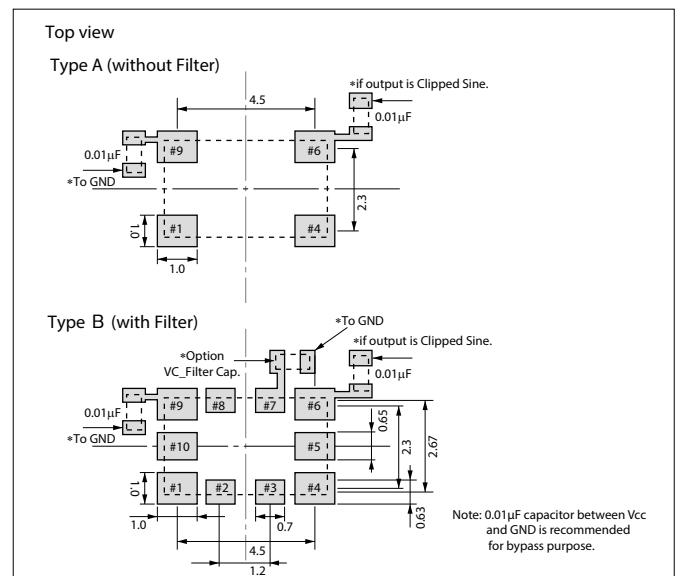 Top view
Type A (without Filter)
∗if output is Clipped Sine.
4.5
0.01μF
#9
#6
0.01μF
∗To GND
2.3
1.0
#1
#4
1.0
Type B (with Filter)
∗To GND
∗Option
VC_Filter Cap.
∗if output is Clipped Sine.
0.01μF
#9
#8
#7
#6
0.01μF
∗To GND
#10
#5
0.65
2.3
2.67
1.0
#1
#2
#3
#4
0.63
1.0
0.7
4.5
1.2
Note: 0.01μF capacitor between Vcc
and GND is recommended
for bypass purpose.